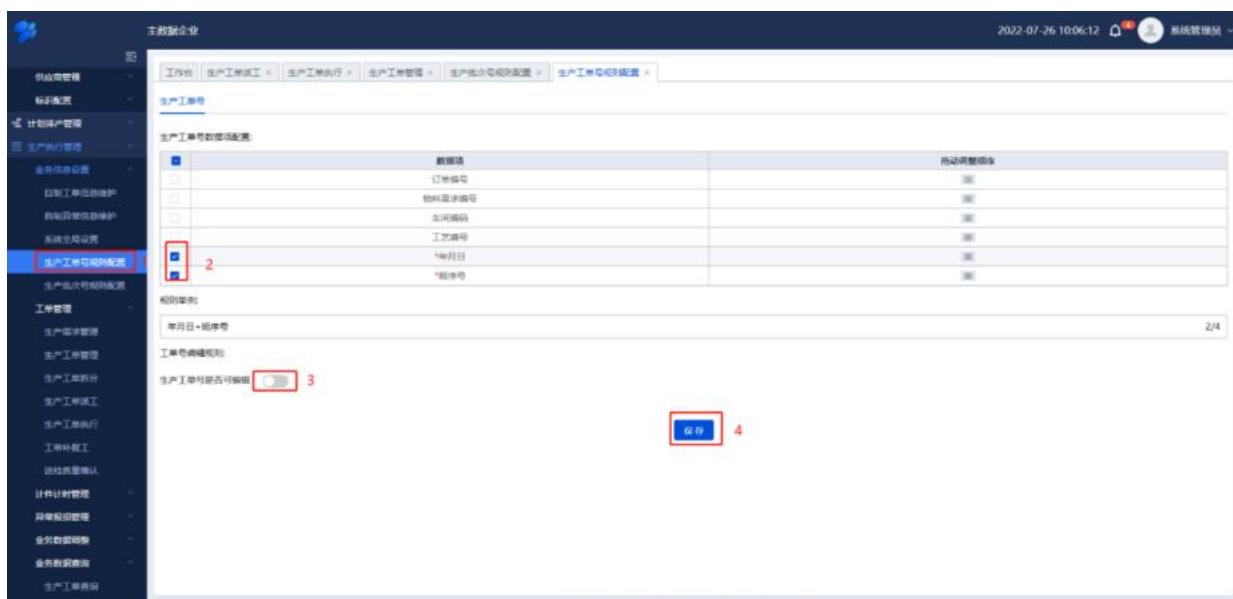 主数据企业
2022-07-26 10:06:12
4
系统管理员
供应商管理
标识配置
计划排产管理
生产执行管理
业务信息设置
自制工单信息维护
自制异常信息维护
系统全局设置
生产工单号规则配置
1
生产批次号规则配置
工单管理
生产需求管理
生产工单管理
生产工单拆分
生产工单派工
生产工单执行
工单补报工
送检质量确认
计件计时管理
异常报损管理
业务数据调整
业务数据查询
生产工单查询
工作台
生产工单派工 ×
生产工单执行 ×
生产工单管理 ×
生产批次号规则配置 ×
生产工单号规则配置 ×
生产工单号
生产工单号数据项配置:
数据项 拖动调整顺序
订单编号
物料需求编号
车间编码
工艺编号
*年月日
2
*顺序号
规则举例:
年月日+顺序号 2/4
工单号编辑规则:
生产工单号是否可编辑 3
保存 4